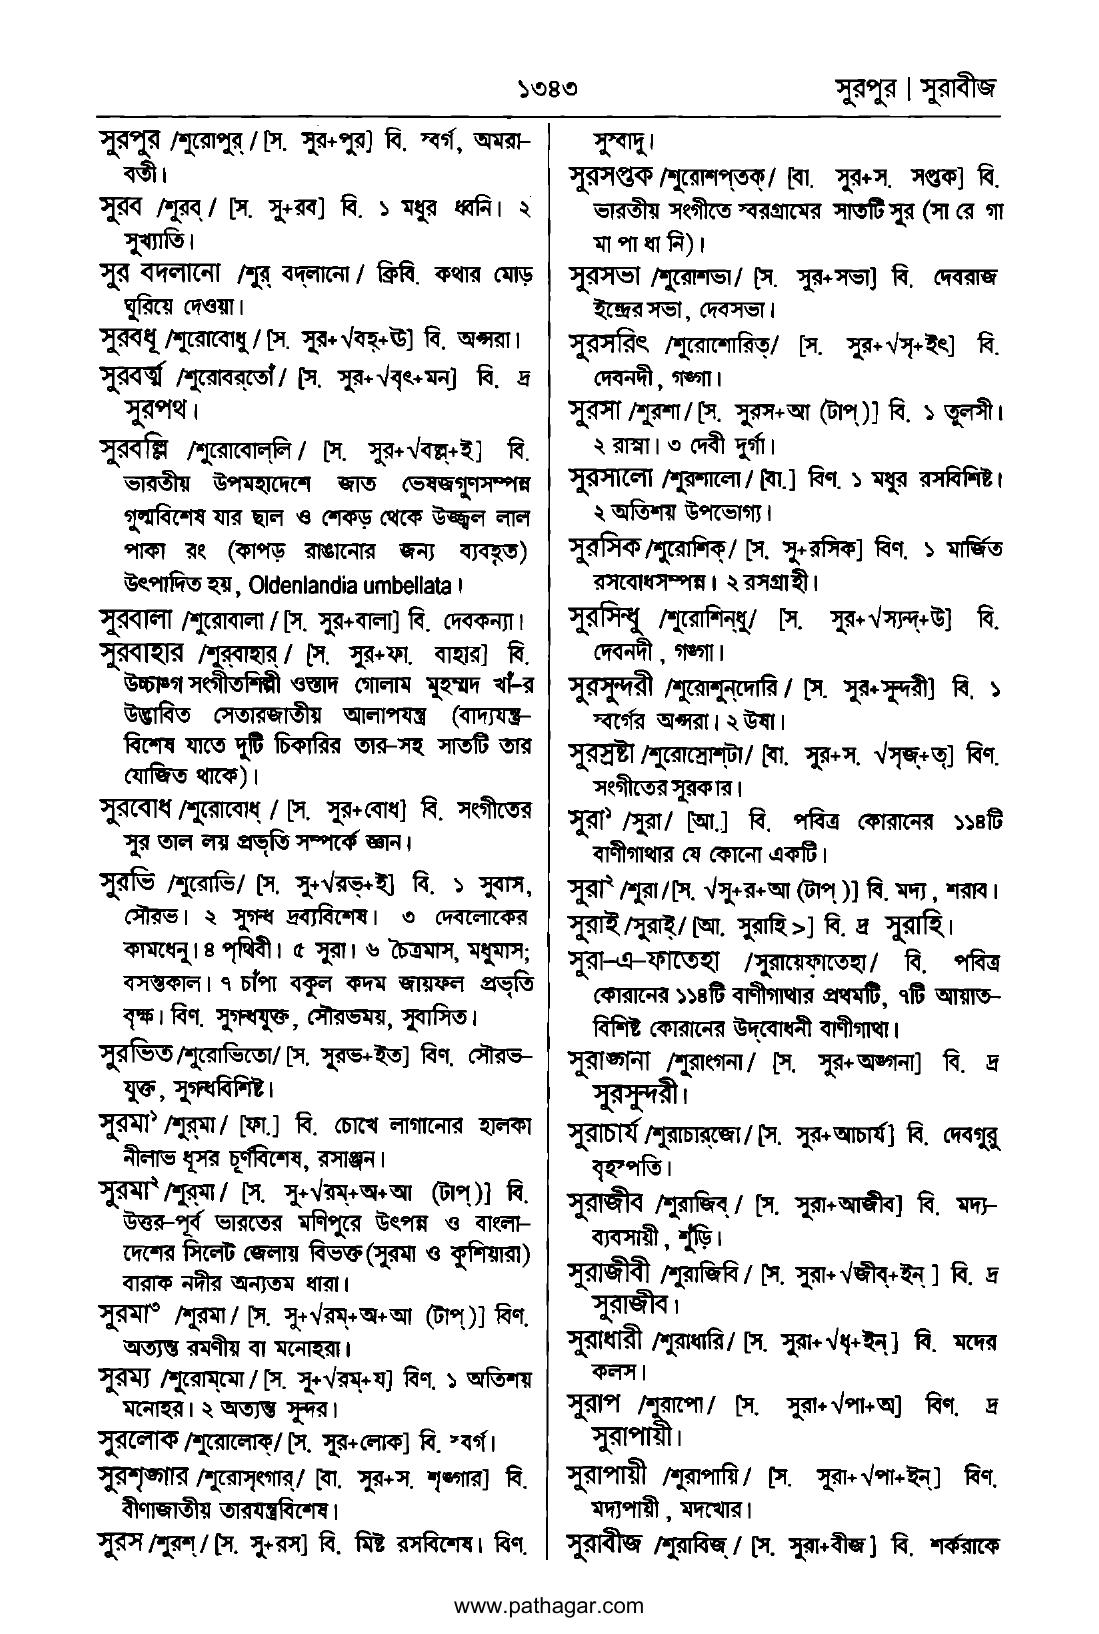 ১৩৪৩
সুরপুর | সুরাবীজ
সুরপুর /শুরোপুর্ / [স. সুর+পুর] বি. স্বর্গ, অমরা-
বতী।
সুরব /শুরব্ / [স. সু+রব] বি. ১ মধুর ধ্বনি। ২
সুখ্যাতি।
সুর বদলানো /শুর্ বদ্‌লানো / ক্রিবি. কথার মোড়
ঘুরিয়ে দেওয়া।
সুরবধূ /শুরোবোধু / [স. সুর+√বহ্+ঊ] বি. অপ্সরা।
সুরবর্ত্ম /শুরোবর্‌তোঁ / [স. সুর+√বৃৎ+মন] বি. দ্র
সুরপথ।
সুরবল্লি /শুরোবোল্‌লি / [স. সুর+√বল্ল্+ই] বি.
ভারতীয় উপমহাদেশে জাত ভেষজগুণসম্পন্ন
গুল্মবিশেষ যার ছাল ও শেকড় থেকে উজ্জ্বল লাল
পাকা রং (কাপড় রাঙানোর জন্য ব্যবহৃত)
উৎপাদিত হয়, Oldenlandia umbellata।
সুরবালা /শুরোবালা / [স. সুর+বালা] বি. দেবকন্যা।
সুরবাহার /শুর্‌বাহার্ / [স. সুর+ফা. বাহার] বি.
উচ্চাঙ্গ সংগীতশিল্পী ওস্তাদ গোলাম মুহম্মদ খাঁ-র
উদ্ভাবিত সেতারজাতীয় আলাপযন্ত্র (বাদ্যযন্ত্র-
বিশেষ যাতে দুটি চিকারির তার-সহ সাতটি তার
যোজিত থাকে)।
সুরবোধ /শুরোবোধ্ / [স. সুর+বোধ] বি. সংগীতের
সুর তাল লয় প্রভৃতি সম্পর্কে জ্ঞান।
সুরভি /শুরোভি/ [স. সু+√রভ্+ই] বি. ১ সুবাস,
সৌরভ। ২ সুগন্ধ দ্রব্যবিশেষ। ৩ দেবলোকের
কামধেনু। ৪ পৃথিবী। ৫ সুরা। ৬ চৈত্রমাস, মধুমাস;
বসন্তকাল। ৭ চাঁপা বকুল কদম জায়ফল প্রভৃতি
বৃক্ষ। বিণ. সুগন্ধযুক্ত, সৌরভময়, সুবাসিত।
সুরভিত /শুরোভিতো/ [স. সুরভ+ইত] বিণ. সৌরভ-
যুক্ত, সুগন্ধবিশিষ্ট।
সুরমা১ /শুর্‌মা / [ফা.] বি. চোখে লাগানোর হালকা
নীলাভ ধূসর চূর্ণবিশেষ, রসাঞ্জন।
সুরমা২ /শুর্‌মা / [স. সু+√রম্+অ+আ (টাপ্)] বি.
উত্তর-পূর্ব ভারতের মণিপুরে উৎপন্ন ও বাংলা-
দেশের সিলেট জেলায় বিভক্ত (সুরমা ও কুশিয়ারা)
বারাক নদীর অন্যতম ধারা।
সুরমা৩ /শুরমা / [স. সু+√রম্+অ+আ (টাপ্)] বিণ.
অত্যন্ত রমণীয় বা মনোহরা।
সুরম্য /শুরোম্‌মো / [স. সু+√রম্+য] বিণ. ১ অতিশয়
মনোহর। ২ অত্যন্ত সুন্দর।
সুরলোক /শুরোলোক্/ [স. সুর+লোক] বি. স্বর্গ।
সুরশৃঙ্গার /শুরোসৃংগার্/ [বা. সুর+স. শৃঙ্গার] বি.
বীণাজাতীয় তারযন্ত্রবিশেষ।
সুরস /শুরশ্ / [স. সু+রস] বি. মিষ্ট রসবিশেষ। বিণ.
সুস্বাদু।
সুরসপ্তক /শুরোশপ্‌তক্/ [বা. সুর+স. সপ্তক] বি.
ভারতীয় সংগীতে স্বরগ্রামের সাতটি সুর (সা রে গা
মা পা ধা নি)।
সুরসভা /শুরোশভা/ [স. সুর+সভা] বি. দেবরাজ
ইন্দ্রের সভা, দেবসভা।
সুরসরিৎ /শুরোশোরিত্/ [স. সুর+√সৃ+ইৎ] বি.
দেবনদী, গঙ্গা।
সুরসা /শুরশা / [স. সুরস+আ (টাপ্)] বি. ১ তুলসী।
২ রাস্না। ৩ দেবী দুর্গা।
সুরসালো /শুরশালো / [বা.] বিণ. ১ মধুর রসবিশিষ্ট।
২ অতিশয় উপভোগ্য।
সুরসিক /শুরোশিক্/ [স. সু+রসিক] বিণ. ১ মার্জিত
রসবোধসম্পন্ন। ২ রসগ্রাহী।
সুরসিন্ধু /শুরোশিন্‌ধু/ [স. সুর+√স্যন্দ্+উ] বি.
দেবনদী, গঙ্গা।
সুরসুন্দরী /শুরোশুন্‌দোরি / [স. সুর+সুন্দরী] বি. ১
স্বর্গের অপ্সরা। ২ উষা।
সুরস্রষ্টা /শুরোস্রোশ্‌টা/ [বা. সুর+স. √সৃজ্+তৃ] বিণ.
সংগীতের সুরকার।
সুরা১ /সুরা/ [আ.] বি. পবিত্র কোরানের ১১৪টি
বাণীগাথার যে কোনো একটি।
সুরা২ /শুরা / [স. √সু+র+আ (টাপ্ )] বি. মদ্য, শরাব।
সুরাই /সুরাই্/ [আ. সুরাহি >] বি. দ্র সুরাহি।
সুরা-এ-ফাতেহা /সুরায়েফাতেহা/ বি. পবিত্র
কোরানের ১১৪টি বাণীগাথার প্রথমটি, ৭টি আয়াত-
বিশিষ্ট কোরানের উদ্‌বোধনী বাণীগাথা।
সুরাঙ্গনা /শুরাংগনা / [স. সুর+অঙ্গনা] বি. দ্র
সুরসুন্দরী।
সুরাচার্য /শুরাচার্‌জো / [স. সুর+আচার্য] বি. দেবগুরু
বৃহস্পতি।
সুরাজীব /শুরাজিব্ / [স. সুরা+আজীব] বি. মদ্য-
ব্যবসায়ী, শুঁড়ি।
সুরাজীবী /শুরাজিবি / [স. সুরা+√জীব্+ইন্ ] বি. দ্র
সুরাজীব।
সুরাধারী /শুরাধারি/ [স. সুরা+√ধৃ+ইন্ ] বি. মদের
কলস।
সুরাপ /শুরাপো/ [স. সুরা+√পা+অ] বিণ. দ্র
সুরাপায়ী।
সুরাপায়ী /শুরাপায়ি / [স. সুরা+√পা+ইন্] বিণ.
মদ্যপায়ী, মদখোর।
সুরাবীজ /শুরাবিজ্ / [স. সুরা+বীজ] বি. শর্করাকে
www.pathagar.com